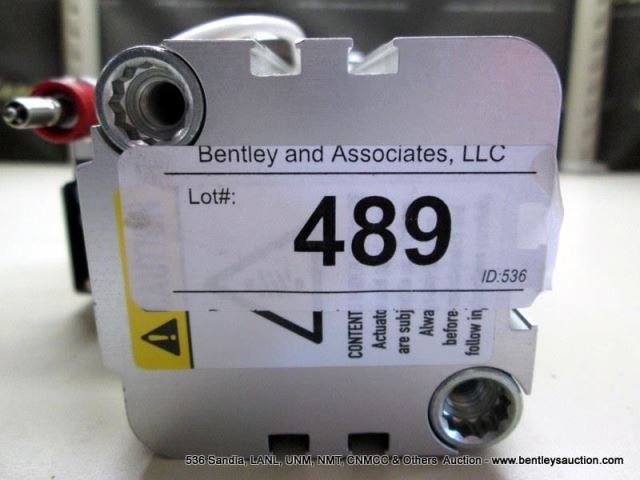 Bentley and Associates, LLC
Lot#:
489
ID:536
CONTENT
Actuato
are subj
Alwa
before
follow in
536 Sandia, LANL, UNM, NMT, CNMCC & Others Auction - www.bentleysauction.com